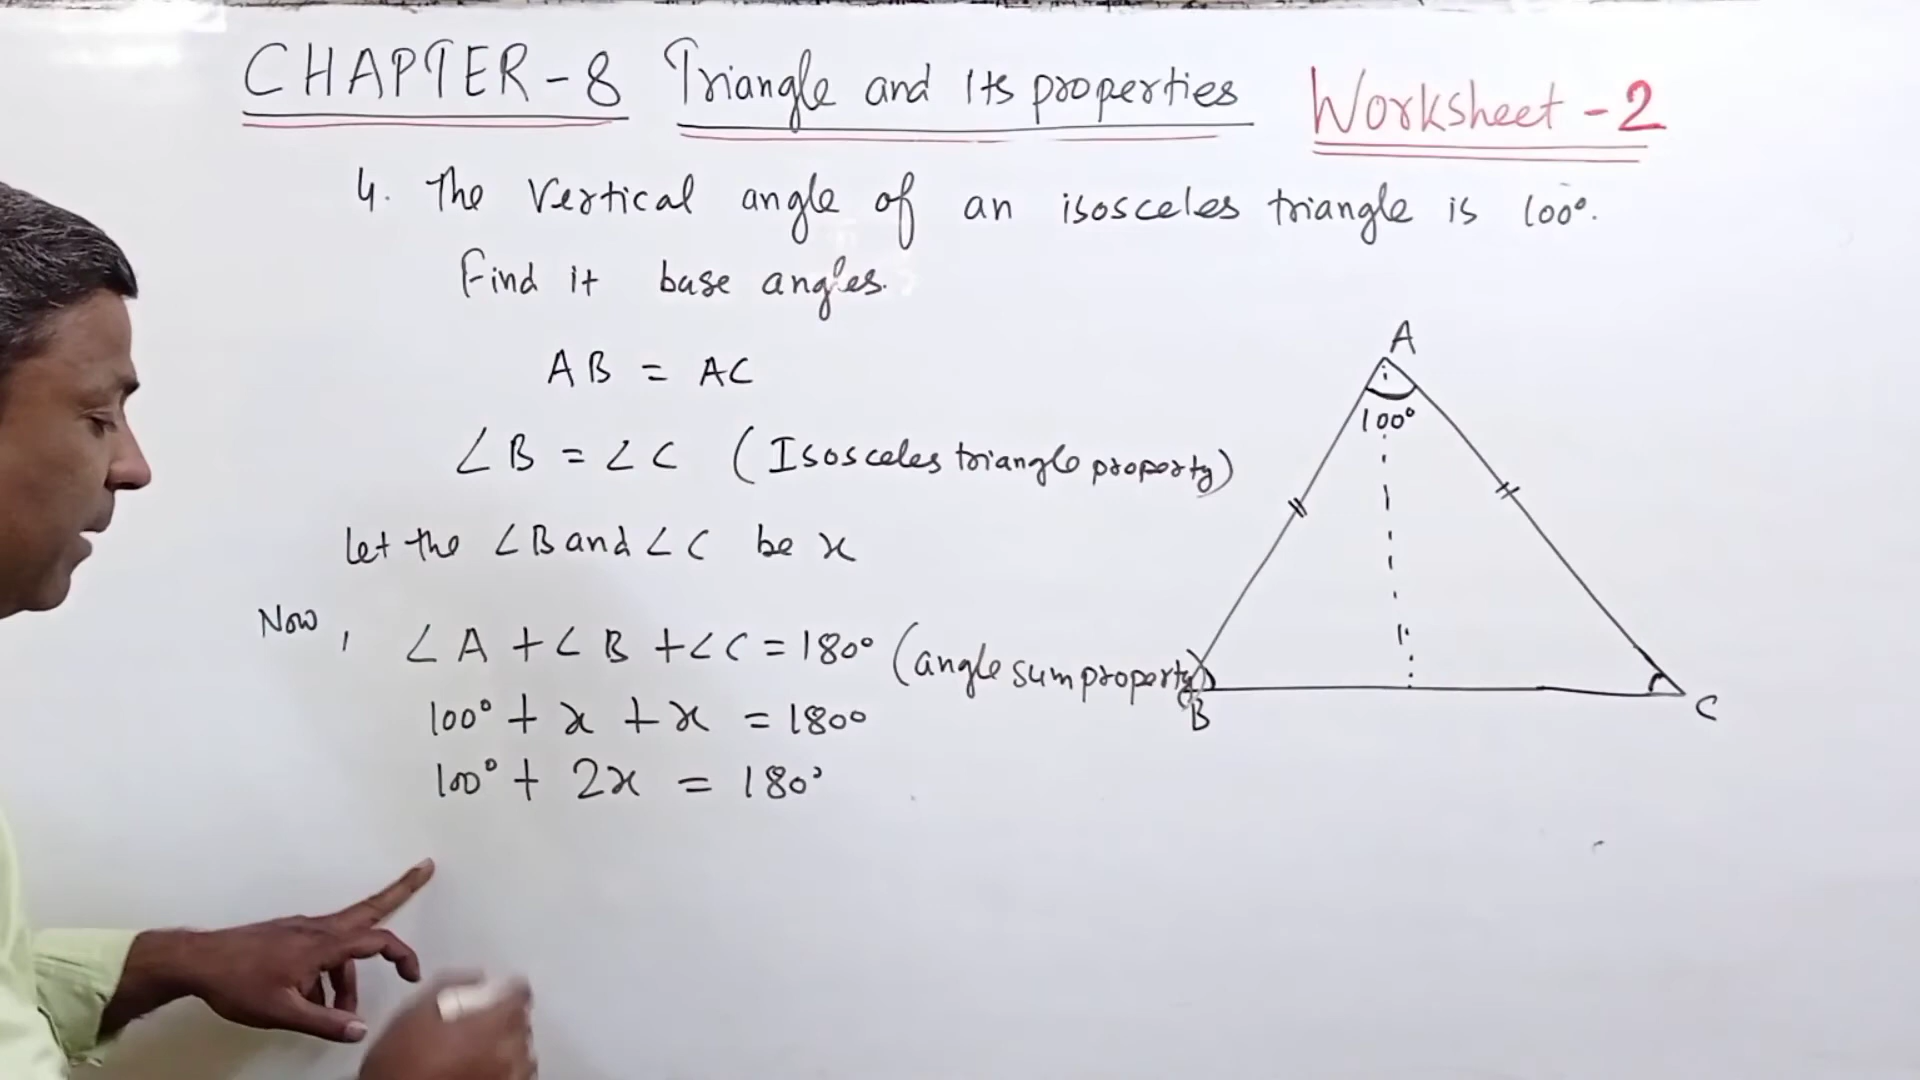 CHAPTER-8 Triangle and Its properties Worksheet-2
4. The Vertical angle of an isosceles triangle is 100°.
Find it base angles.
AB = AC
∠B = ∠C (Isosceles triangle property)
Let the ∠B and ∠C be x
Now, ∠A + ∠B + ∠C = 180° (angle sum property)
100° + x + x = 180°
100° + 2x = 180°
A
100°
B
C